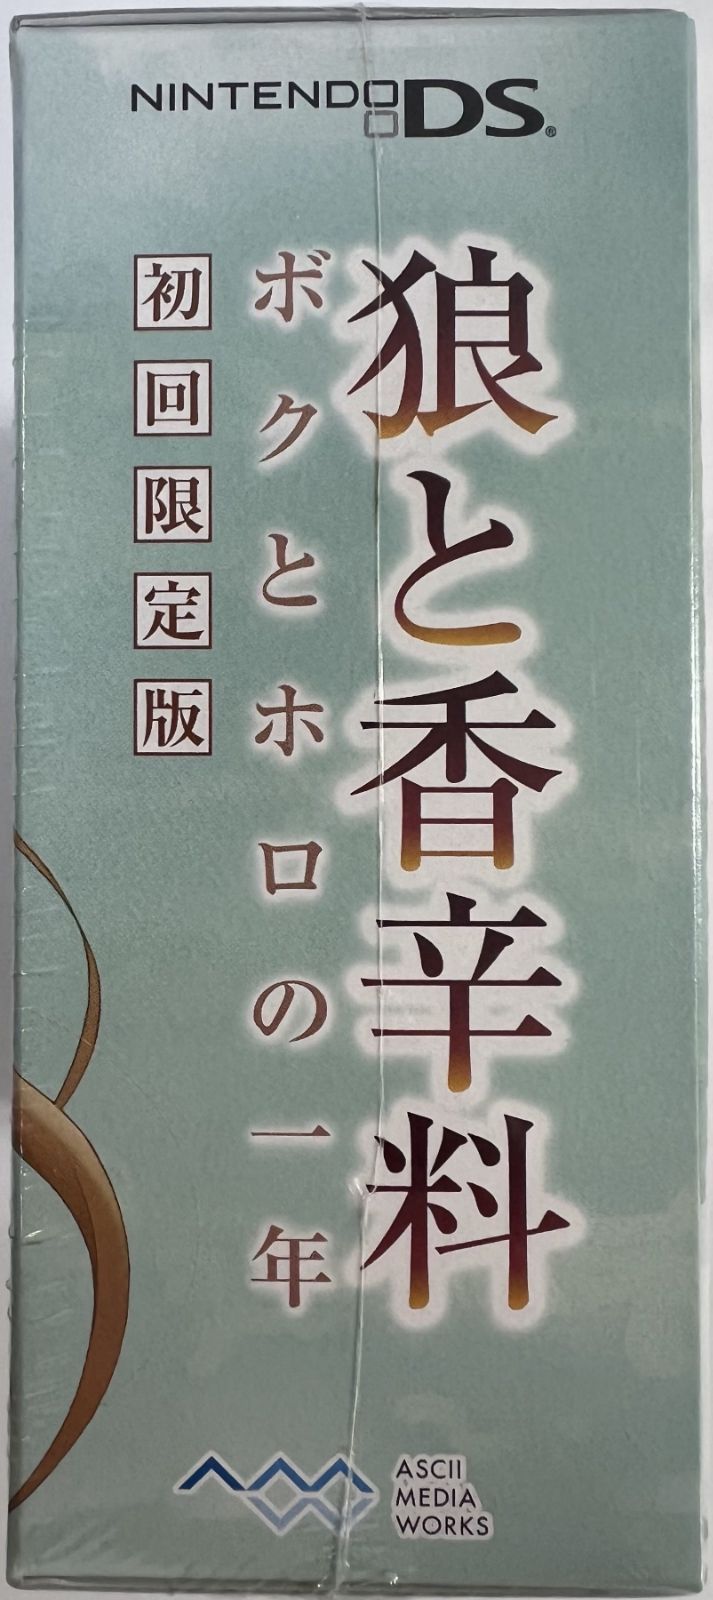 NINTENDO DS®
狼と香辛料
ボクとホロの一年
初回限定版
ASCII
MEDIA
WORKS